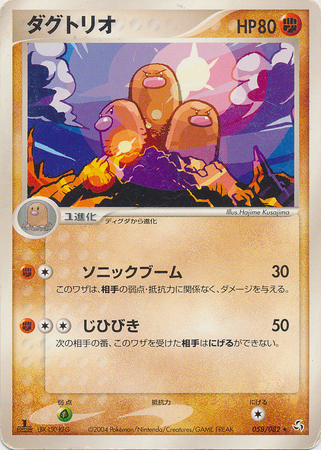 ダグトリオ HP80
Illus. Hajime Kusajima
1進化
ディグダから進化
ソニックブーム 30
このワザは、相手の弱点・抵抗力に関係なく、ダメージを与える。
じひびき 50
次の相手の番、このワザを受けた相手はにげるができない。
弱点 抵抗力 にげる
©2004 Pokémon/Nintendo/Creatures/GAME FREAK. 058/082 ★